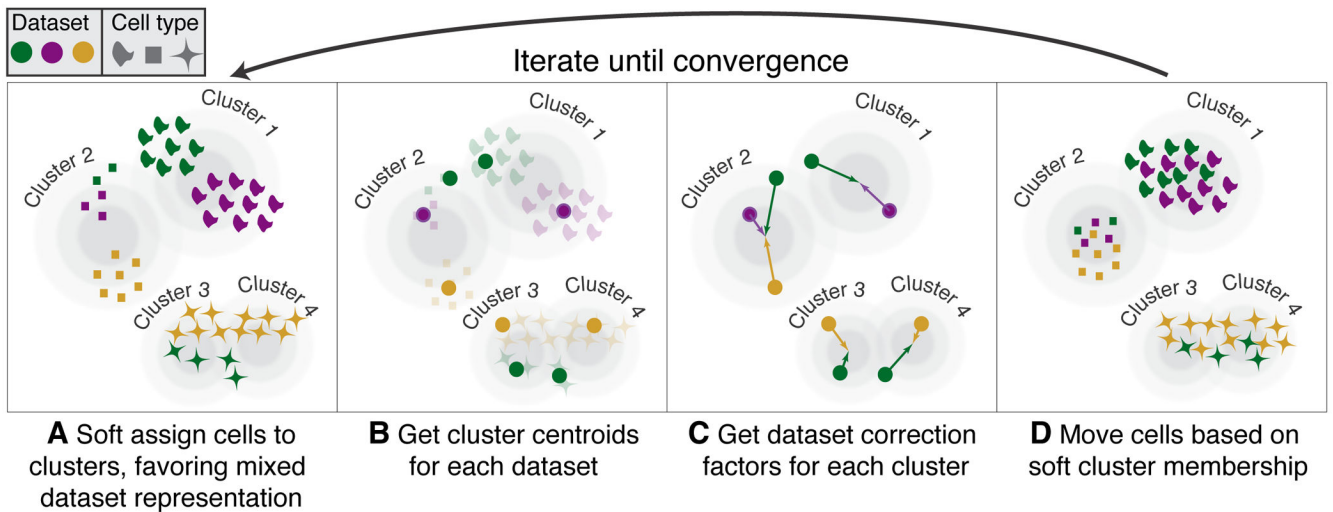 Dataset
Cell type
Iterate until convergence
Cluster 1
Cluster 2
Cluster 3
Cluster 4
Cluster 1
Cluster 2
Cluster 3
Cluster 4
Cluster 1
Cluster 2
Cluster 3
Cluster 4
Cluster 1
Cluster 2
Cluster 3
Cluster 4
A Soft assign cells to
clusters, favoring mixed
dataset representation
B Get cluster centroids
for each dataset
C Get dataset correction
factors for each cluster
D Move cells based on
soft cluster membership